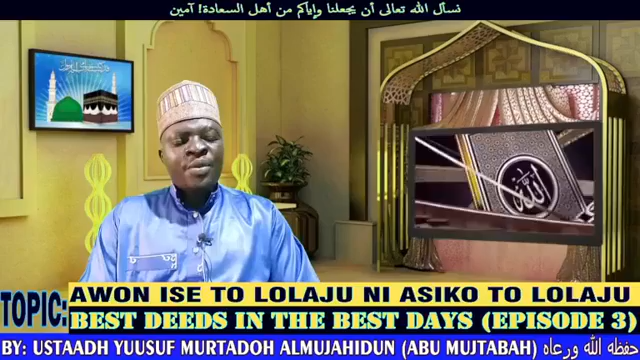 نسأل الله تعالى أن يجعلنا وإياكم من أهل السعادة! آمين
الله
TOPIC:
AWON ISE TO LOLAJU NI ASIKO TO LOLAJU
BEST DEEDS IN THE BEST DAYS (EPISODE 3)
BY: USTAADH YUUSUF MURTADOH ALMUJAHIDUN (ABU MUJTABAH) حفظه الله ورعاه